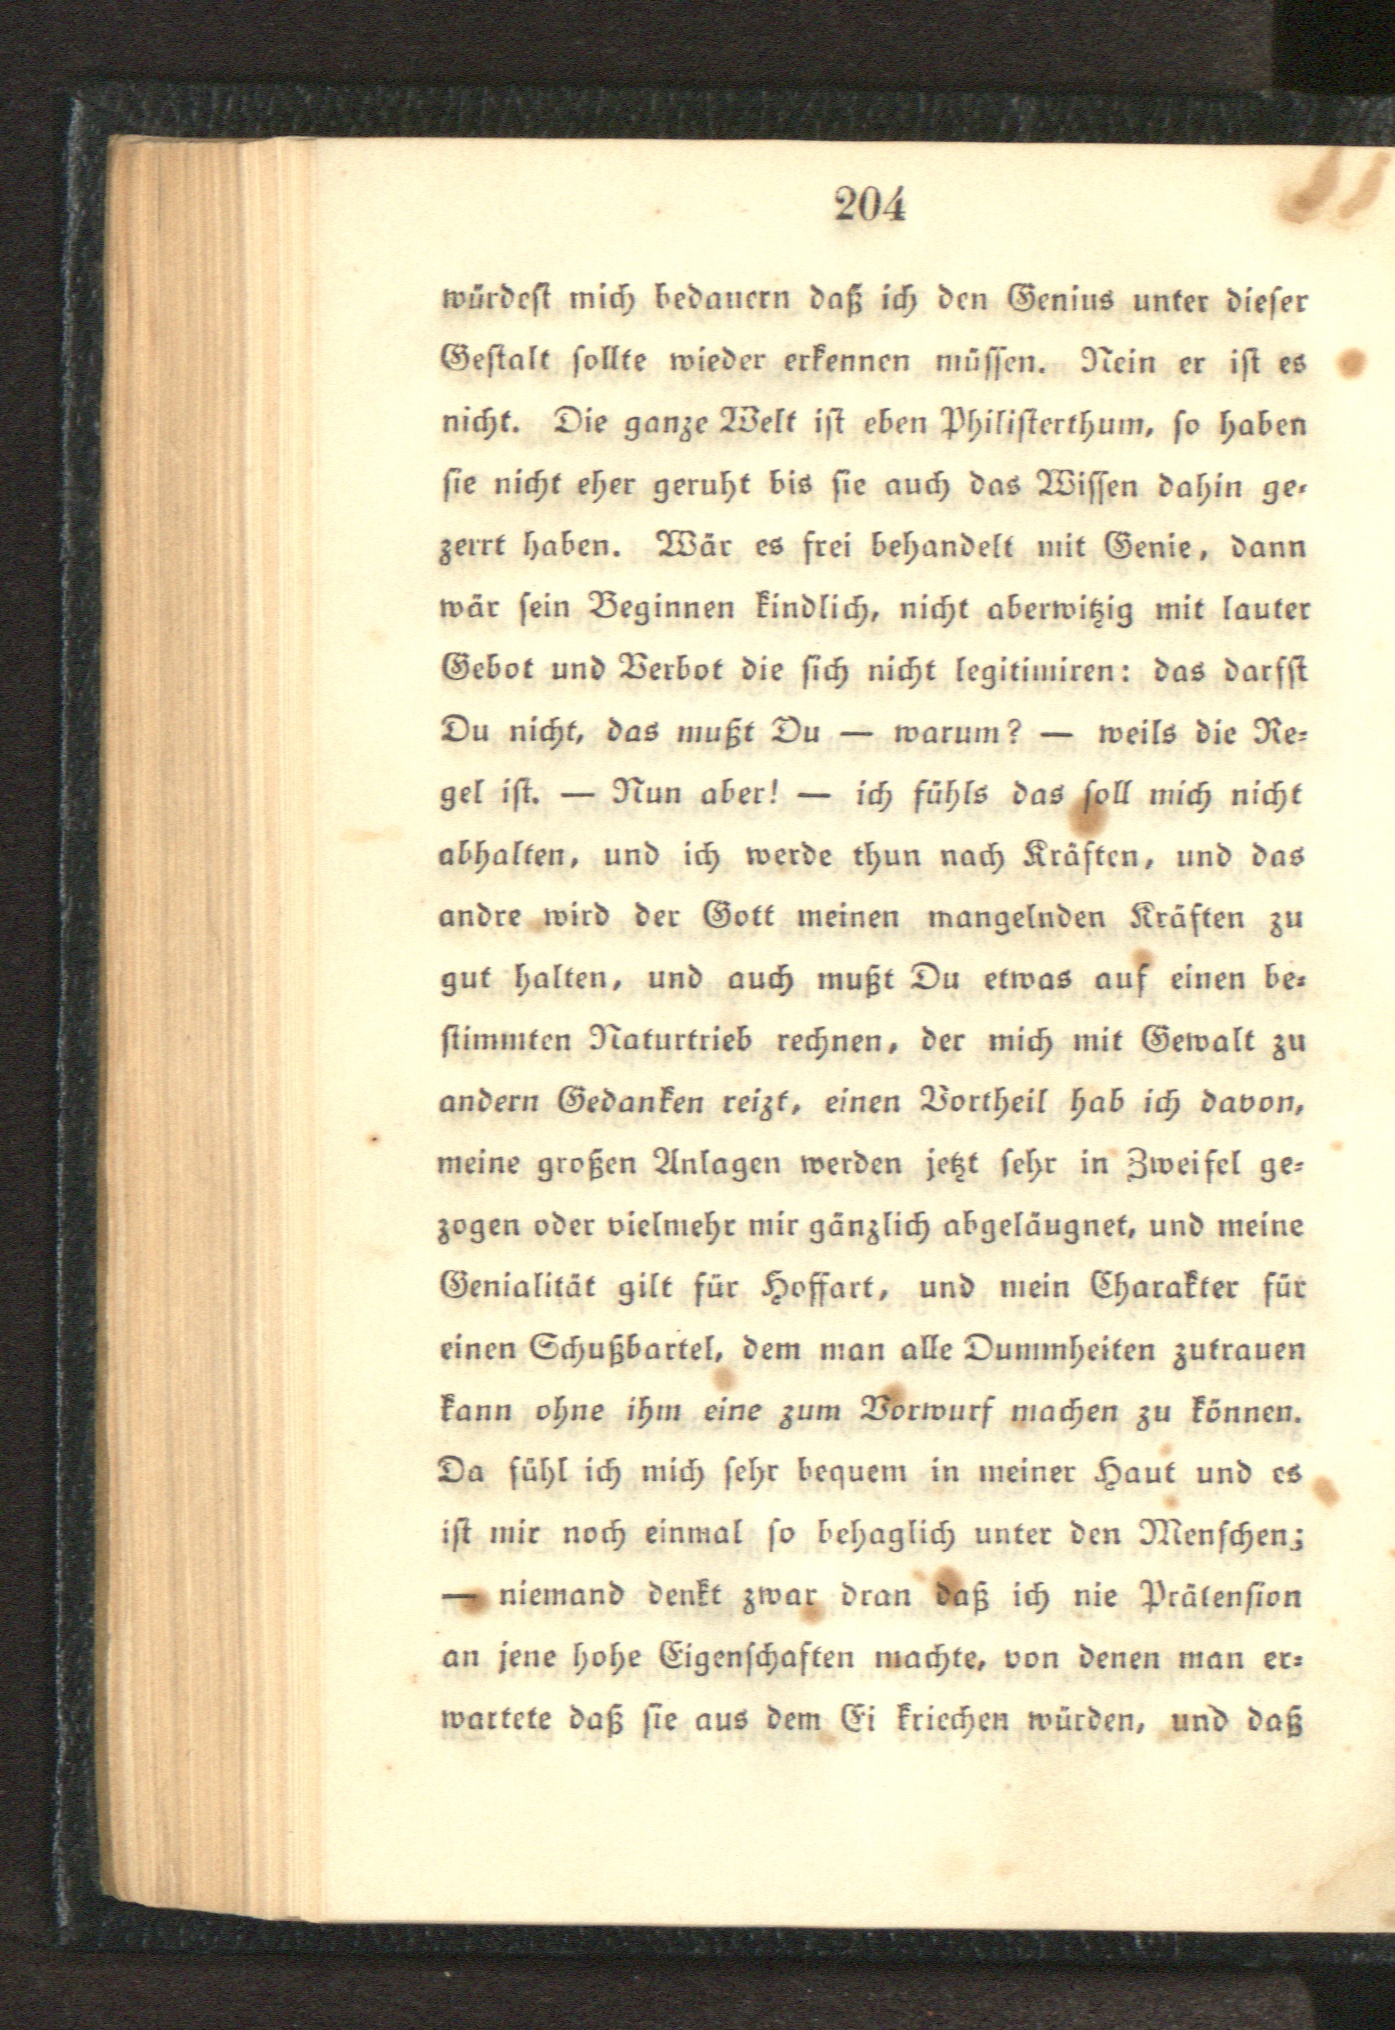 204
würdest mich bedauern daß ich den Genius unter dieser
Gestalt sollte wieder erkennen müssen. Nein er ist es
nicht. Die ganze Welt ist eben Philisterthum, so haben
sie nicht eher geruht bis sie auch das Wissen dahin ge-
zerrt haben. Wär es frei behandelt mit Genie, dann
wär sein Beginnen kindlich, nicht aberwitzig mit lauter
Gebot und Verbot die sich nicht legitimiren: das darfst
Du nicht, das mußt Du — warum? — weils die Re-
gel ist. — Nun aber! — ich fühls das soll mich nicht
abhalten, und ich werde thun nach Kräften, und das
andre wird der Gott meinen mangelnden Kräften zu
gut halten, und auch mußt Du etwas auf einen be-
stimmten Naturtrieb rechnen, der mich mit Gewalt zu
andern Gedanken reizt, einen Vortheil hab ich davon,
meine großen Anlagen werden jetzt sehr in Zweifel ge-
zogen oder vielmehr mir gänzlich abgeläugnet, und meine
Genialität gilt für Hoffart, und mein Charakter für
einen Schußbartel, dem man alle Dummheiten zutrauen
kann ohne ihm eine zum Vorwurf machen zu können.
Da fühl ich mich sehr bequem in meiner Haut und es
ist mir noch einmal so behaglich unter den Menschen;
— niemand denkt zwar dran daß ich nie Prätension
an jene hohe Eigenschaften machte, von denen man er-
wartete daß sie aus dem Ei kriechen würden, und daß